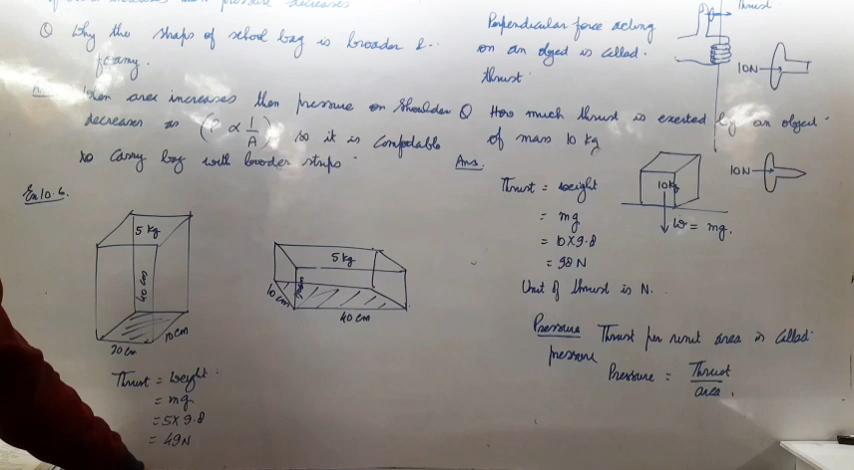 pressure decreases
Q Why the shape of school bag is broader &
Ans. When area increases then pressure on shoulder
decreases as (P ∝ 1/A) so it is comfortable
to carry bag with broader straps.
Ex 10.6.
5 kg
40 cm
20 cm
10 cm
Thrust = weight
= mg
= 5 × 9.8
= 49 N
5 kg
10 cm
40 cm
Perpendicular force acling
on an object is called.
thrust
Q How much thrust is exerted by an object
of mass 10 kg
Ans.
Thrust = weight
= mg
= 10 × 9.8
= 98 N
Unit of thrust is N.
10kg
W = mg.
Thrust
10N
10N
Pressure Thrust per unit area is called
pressure
Pressure = Thrust/area.